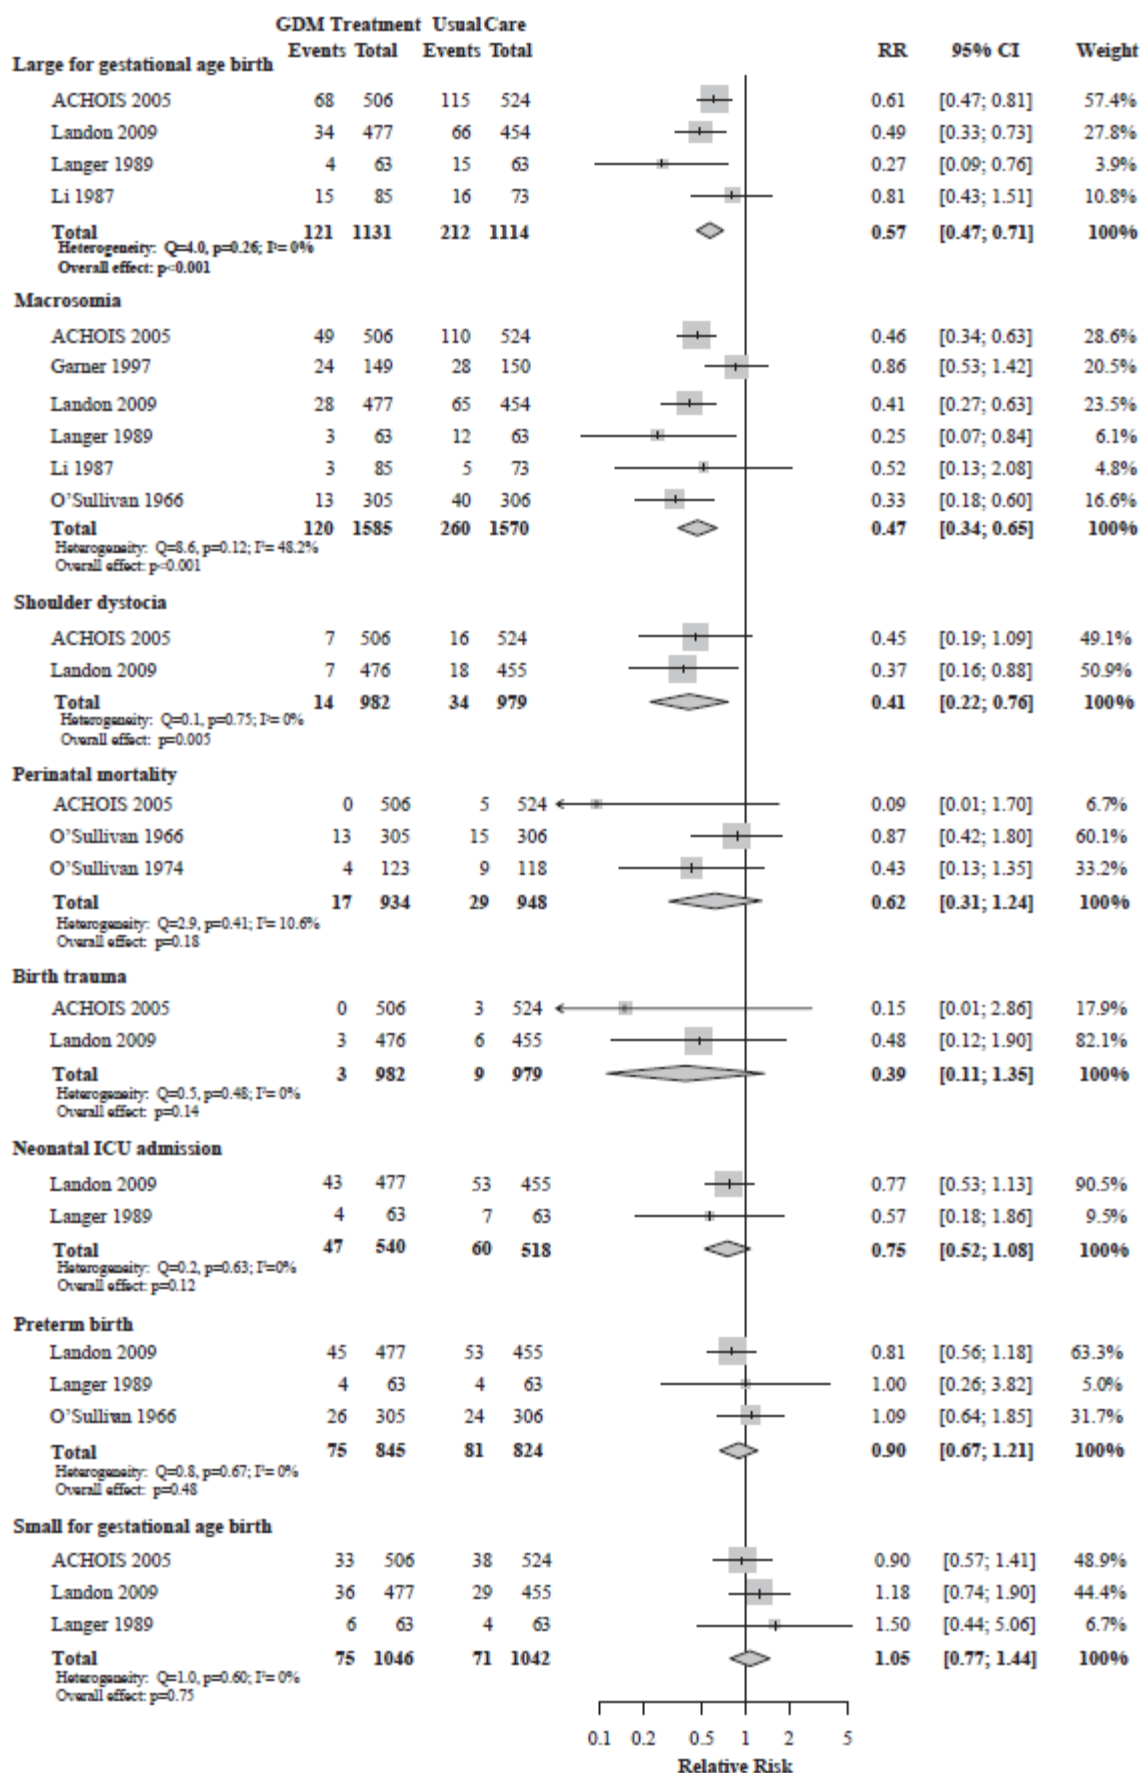 GDM Treatment Usual Care
Events Total Events Total RR 95% CI Weight
Large for gestational age birth
ACHOIS 2005 68 506 115 524 0.61 [0.47; 0.81] 57.4%
Landon 2009 34 477 66 454 0.49 [0.33; 0.73] 27.8%
Langer 1989 4 63 15 63 0.27 [0.09; 0.76] 3.9%
Li 1987 15 85 16 73 0.81 [0.43; 1.51] 10.8%
Total 121 1131 212 1114 0.57 [0.47; 0.71] 100%
Heterogeneity: Q=4.0, p=0.26; I²= 0%
Overall effect: p<0.001
Macrosomia
ACHOIS 2005 49 506 110 524 0.46 [0.34; 0.63] 28.6%
Garner 1997 24 149 28 150 0.86 [0.53; 1.42] 20.5%
Landon 2009 28 477 65 454 0.41 [0.27; 0.63] 23.5%
Langer 1989 3 63 12 63 0.25 [0.07; 0.84] 6.1%
Li 1987 3 85 5 73 0.52 [0.13; 2.08] 4.8%
O'Sullivan 1966 13 305 40 306 0.33 [0.18; 0.60] 16.6%
Total 120 1585 260 1570 0.47 [0.34; 0.65] 100%
Heterogeneity: Q=8.6, p=0.12; I²= 48.2%
Overall effect: p<0.001
Shoulder dystocia
ACHOIS 2005 7 506 16 524 0.45 [0.19; 1.09] 49.1%
Landon 2009 7 476 18 455 0.37 [0.16; 0.88] 50.9%
Total 14 982 34 979 0.41 [0.22; 0.76] 100%
Heterogeneity: Q=0.1, p=0.75; I²= 0%
Overall effect: p=0.005
Perinatal mortality
ACHOIS 2005 0 506 5 524 0.09 [0.01; 1.70] 6.7%
O'Sullivan 1966 13 305 15 306 0.87 [0.42; 1.80] 60.1%
O'Sullivan 1974 4 123 9 118 0.43 [0.13; 1.35] 33.2%
Total 17 934 29 948 0.62 [0.31; 1.24] 100%
Heterogeneity: Q=2.9, p=0.41; I²= 10.6%
Overall effect: p=0.18
Birth trauma
ACHOIS 2005 0 506 3 524 0.15 [0.01; 2.86] 17.9%
Landon 2009 3 476 6 455 0.48 [0.12; 1.90] 82.1%
Total 3 982 9 979 0.39 [0.11; 1.35] 100%
Heterogeneity: Q=0.5, p=0.48; I²= 0%
Overall effect: p=0.14
Neonatal ICU admission
Landon 2009 43 477 53 455 0.77 [0.53; 1.13] 90.5%
Langer 1989 4 63 7 63 0.57 [0.18; 1.86] 9.5%
Total 47 540 60 518 0.75 [0.52; 1.08] 100%
Heterogeneity: Q=0.2, p=0.63; I²=0%
Overall effect: p=0.12
Preterm birth
Landon 2009 45 477 53 455 0.81 [0.56; 1.18] 63.3%
Langer 1989 4 63 4 63 1.00 [0.26; 3.82] 5.0%
O'Sullivan 1966 26 305 24 306 1.09 [0.64; 1.85] 31.7%
Total 75 845 81 824 0.90 [0.67; 1.21] 100%
Heterogeneity: Q=0.8, p=0.67; I²= 0%
Overall effect: p=0.48
Small for gestational age birth
ACHOIS 2005 33 506 38 524 0.90 [0.57; 1.41] 48.9%
Landon 2009 36 477 29 455 1.18 [0.74; 1.90] 44.4%
Langer 1989 6 63 4 63 1.50 [0.44; 5.06] 6.7%
Total 75 1046 71 1042 1.05 [0.77; 1.44] 100%
Heterogeneity: Q=1.0, p=0.60; I²= 0%
Overall effect: p=0.75
0.1 0.2 0.5 1 2 5
Relative Risk